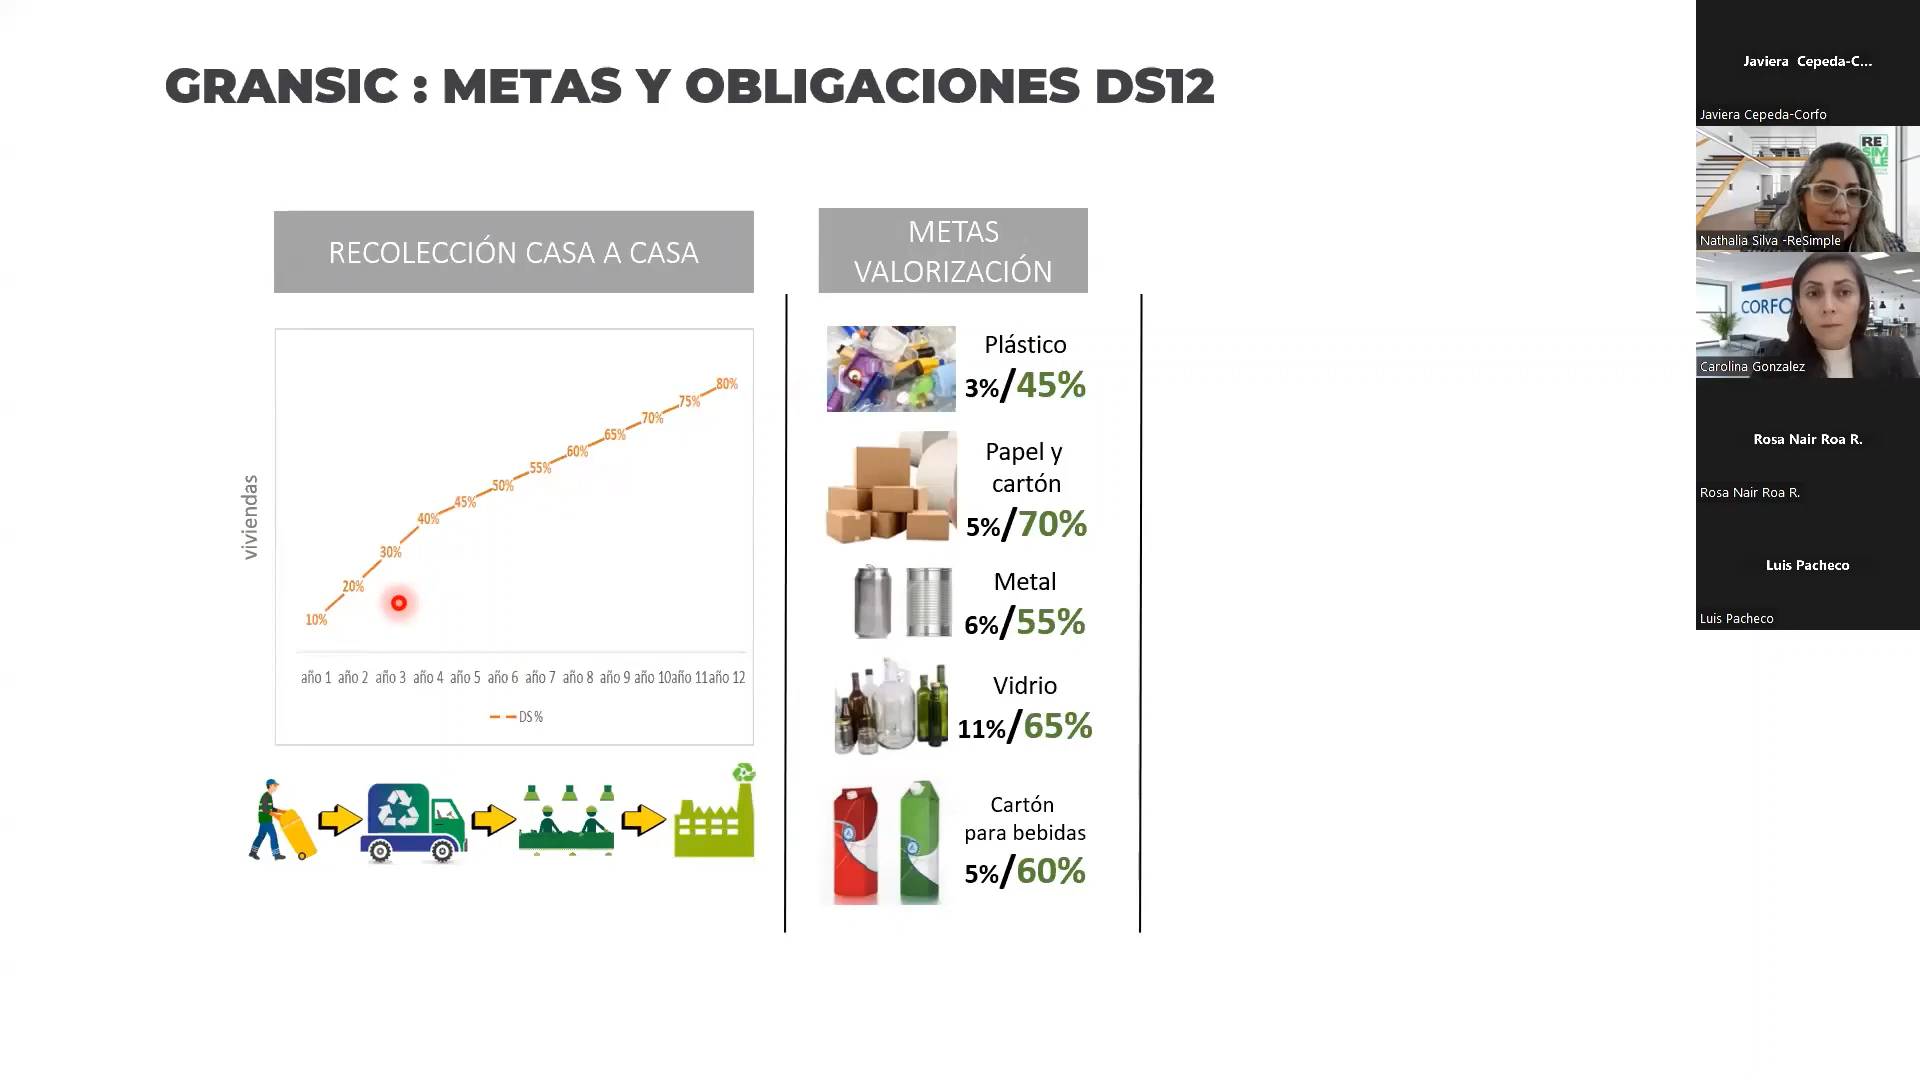 GRANSIC : METAS Y OBLIGACIONES DS12
RECOLECCIÓN CASA A CASA
viviendas
10%
20%
30%
40%
45%
50%
55%
60%
65%
70%
75%
80%
año 1 año 2 año 3 año 4 año 5 año 6 año 7 año 8 año 9 año 10 año 11 año 12
DS %
METAS
VALORIZACIÓN
Plástico
3%/45%
Papel y
cartón
5%/70%
Metal
6%/55%
Vidrio
11%/65%
Cartón
para bebidas
5%/60%
Javiera Cepeda-C...
Javiera Cepeda-Corfo
RE
SIM
PLE
Nathalia Silva -ReSimple
CORFO
Carolina Gonzalez
Rosa Nair Roa R.
Rosa Nair Roa R.
Luis Pacheco
Luis Pacheco